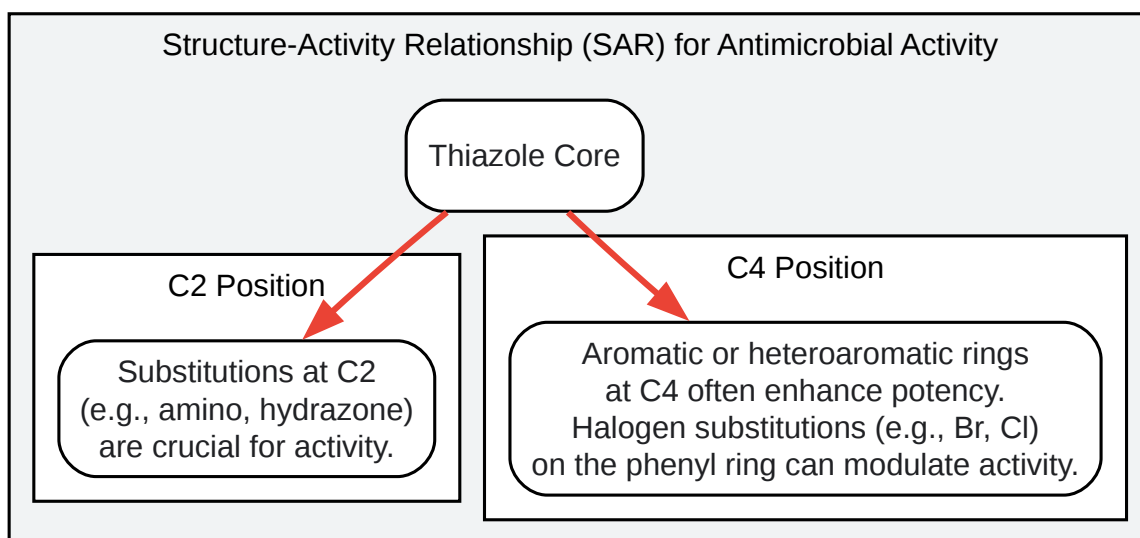 Structure-Activity Relationship (SAR) for Antimicrobial Activity
Thiazole Core
C2 Position
Substitutions at C2
(e.g., amino, hydrazone)
are crucial for activity.
C4 Position
Aromatic or heteroaromatic rings
at C4 often enhance potency.
Halogen substitutions (e.g., Br, Cl)
on the phenyl ring can modulate activity.